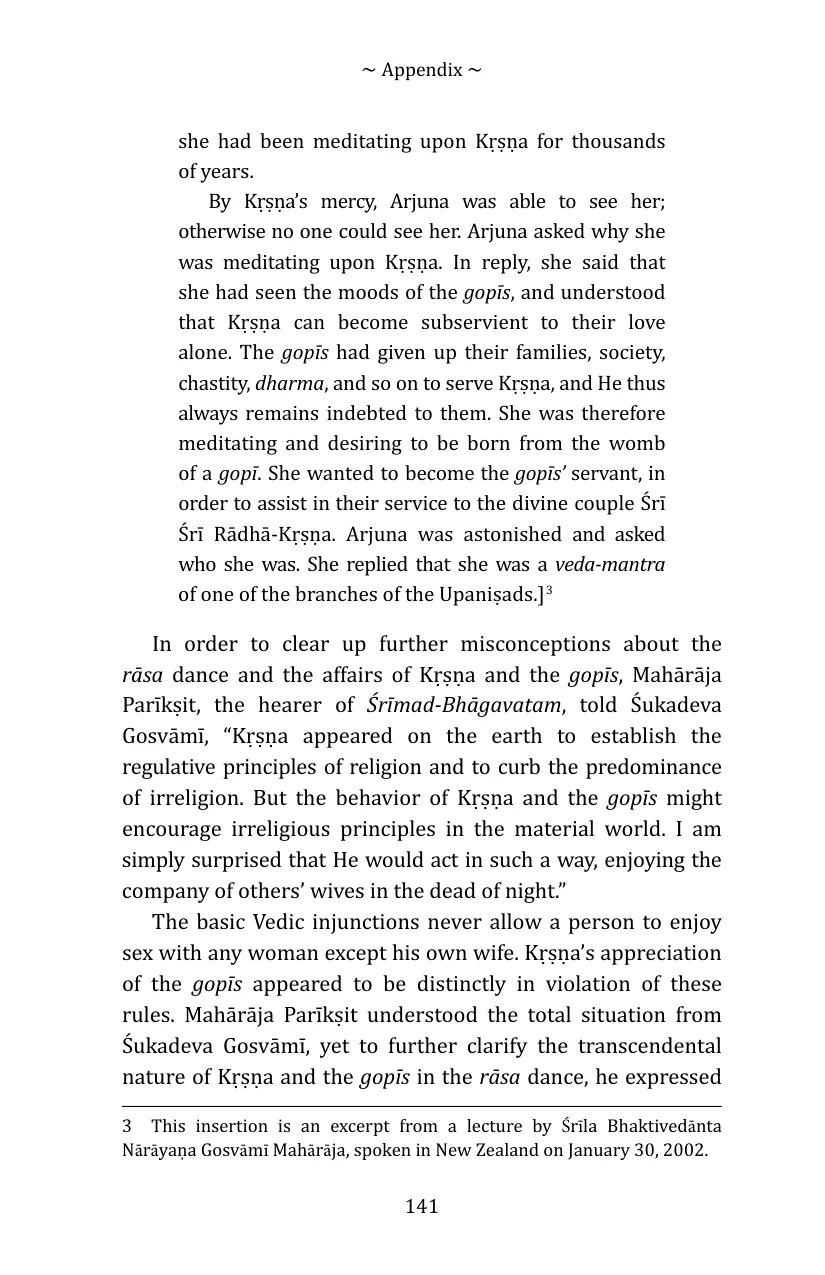 ~ Appendix ~
she had been meditating upon Kṛṣṇa for thousands
of years.
By Kṛṣṇa’s mercy, Arjuna was able to see her;
otherwise no one could see her. Arjuna asked why she
was meditating upon Kṛṣṇa. In reply, she said that
she had seen the moods of the gopīs, and understood
that Kṛṣṇa can become subservient to their love
alone. The gopīs had given up their families, society,
chastity, dharma, and so on to serve Kṛṣṇa, and He thus
always remains indebted to them. She was therefore
meditating and desiring to be born from the womb
of a gopī. She wanted to become the gopīs’ servant, in
order to assist in their service to the divine couple Śrī
Śrī Rādhā-Kṛṣṇa. Arjuna was astonished and asked
who she was. She replied that she was a veda-mantra
of one of the branches of the Upaniṣads.]3
In order to clear up further misconceptions about the
rāsa dance and the affairs of Kṛṣṇa and the gopīs, Mahārāja
Parīkṣit, the hearer of Śrīmad-Bhāgavatam, told Śukadeva
Gosvāmī, “Kṛṣṇa appeared on the earth to establish the
regulative principles of religion and to curb the predominance
of irreligion. But the behavior of Kṛṣṇa and the gopīs might
encourage irreligious principles in the material world. I am
simply surprised that He would act in such a way, enjoying the
company of others’ wives in the dead of night.”
The basic Vedic injunctions never allow a person to enjoy
sex with any woman except his own wife. Kṛṣṇa’s appreciation
of the gopīs appeared to be distinctly in violation of these
rules. Mahārāja Parīkṣit understood the total situation from
Śukadeva Gosvāmī, yet to further clarify the transcendental
nature of Kṛṣṇa and the gopīs in the rāsa dance, he expressed
3 This insertion is an excerpt from a lecture by Śrīla Bhaktivedānta
Nārāyaṇa Gosvāmī Mahārāja, spoken in New Zealand on January 30, 2002.
141